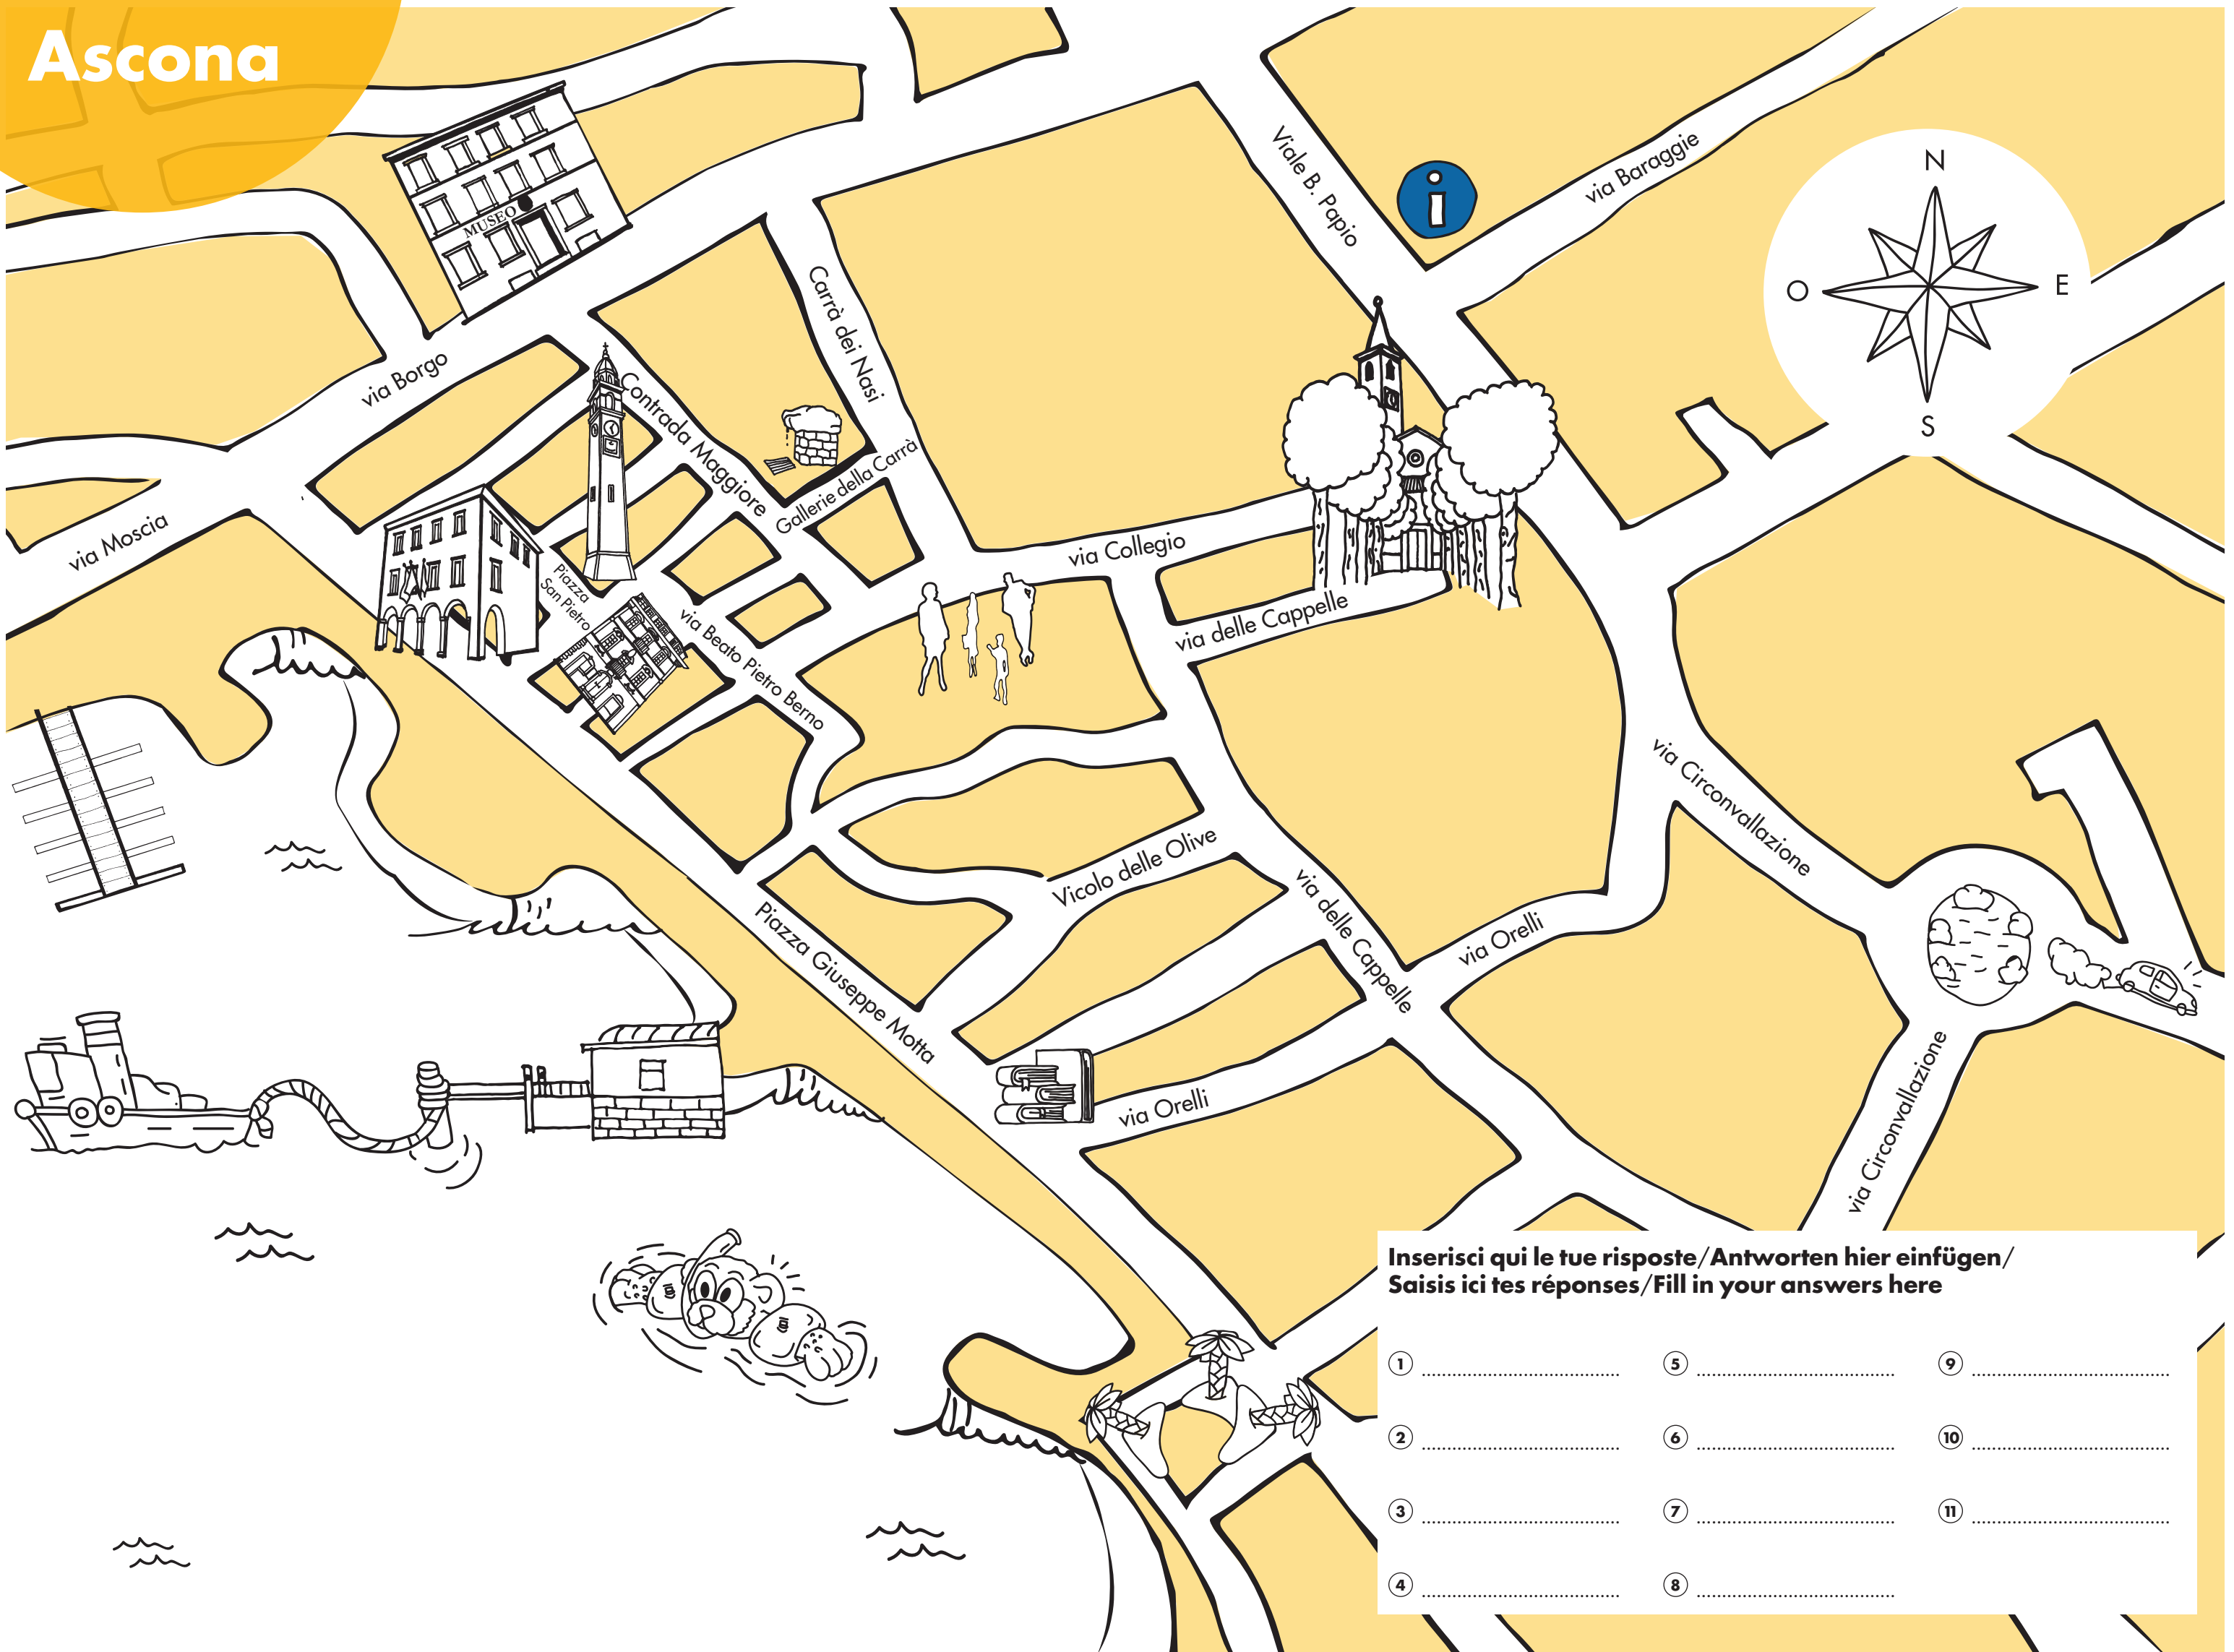 Ascona
Viale B. Papio
i
via Baraggie
N
O
E
S
MUSEO
Carrà dei Nasi
via Borgo
Contrada Maggiore
Gallerie della Carrà
via Moscia
via Collegio
Piazza
San Pietro
via Beato Pietro Berno
via delle Cappelle
via Circonvallazione
Vicolo delle Olive
via delle Cappelle
via Orelli
Piazza Giuseppe Motta
via Orelli
via Circonvallazione
Inserisci qui le tue risposte/Antworten hier einfügen/
Saisis ici tes réponses/Fill in your answers here
1
2
3
4
5
6
7
8
9
10
11